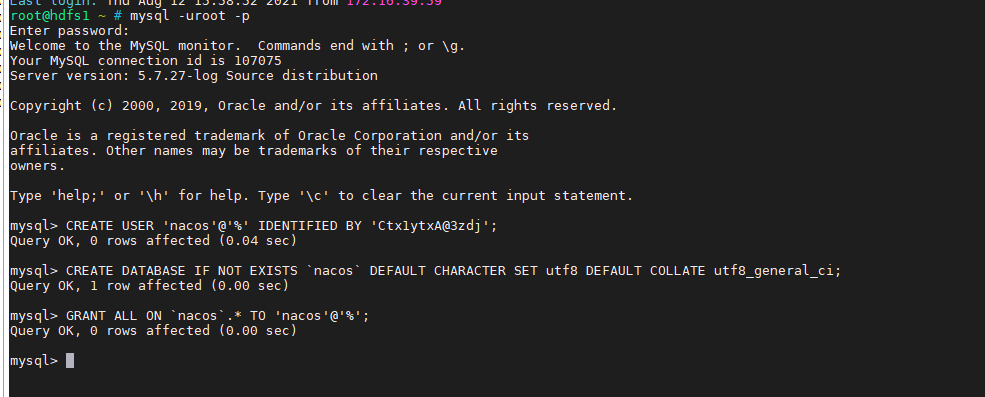 Last login: Thu Aug 12 15:58:52 2021 from 172.16.39.59
root@hdfs1 ~ # mysql -uroot -p
Enter password:
Welcome to the MySQL monitor.  Commands end with ; or \g.
Your MySQL connection id is 107075
Server version: 5.7.27-log Source distribution
Copyright (c) 2000, 2019, Oracle and/or its affiliates. All rights reserved.
Oracle is a registered trademark of Oracle Corporation and/or its
affiliates. Other names may be trademarks of their respective
owners.
Type 'help;' or '\h' for help. Type '\c' to clear the current input statement.
mysql> CREATE USER 'nacos'@'%' IDENTIFIED BY 'Ctx1ytxA@3zdj';
Query OK, 0 rows affected (0.04 sec)
mysql> CREATE DATABASE IF NOT EXISTS `nacos` DEFAULT CHARACTER SET utf8 DEFAULT COLLATE utf8_general_ci;
Query OK, 1 row affected (0.00 sec)
mysql> GRANT ALL ON `nacos`.* TO 'nacos'@'%';
Query OK, 0 rows affected (0.00 sec)
mysql>